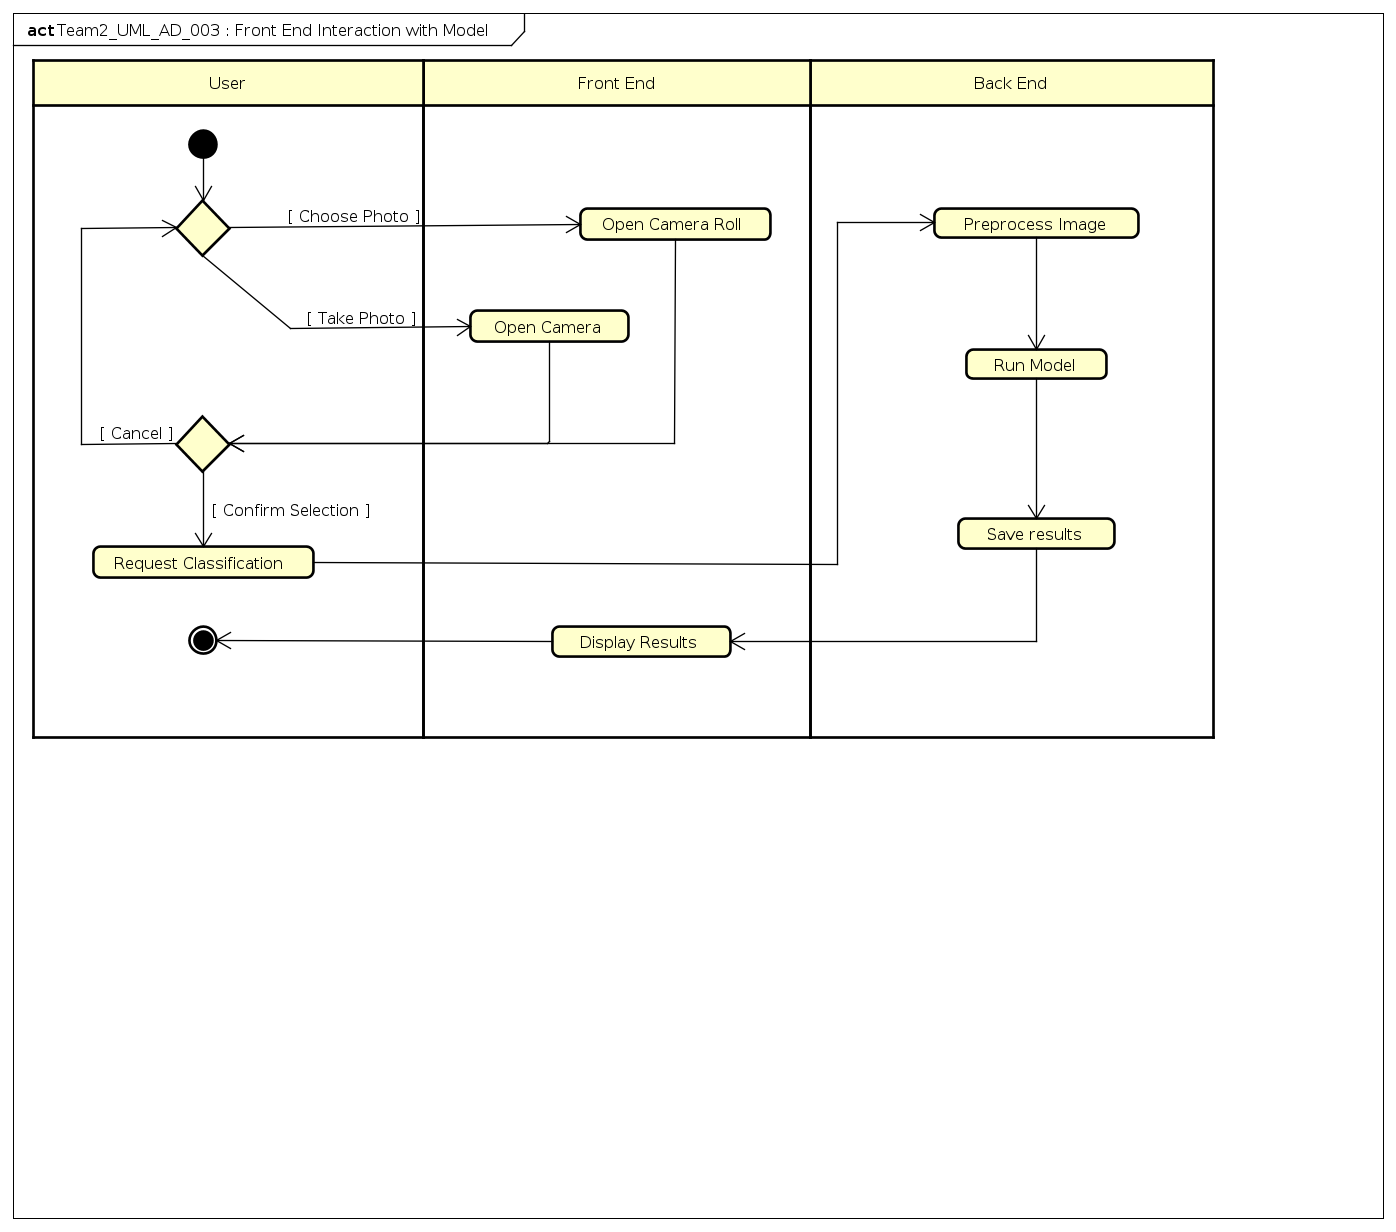 act Team2_UML_AD_003 : Front End Interaction with Model
User
Front End
Back End
[ Choose Photo ]
Open Camera Roll
Preprocess Image
[ Take Photo ]
Open Camera
Run Model
[ Cancel ]
[ Confirm Selection ]
Save results
Request Classification
Display Results